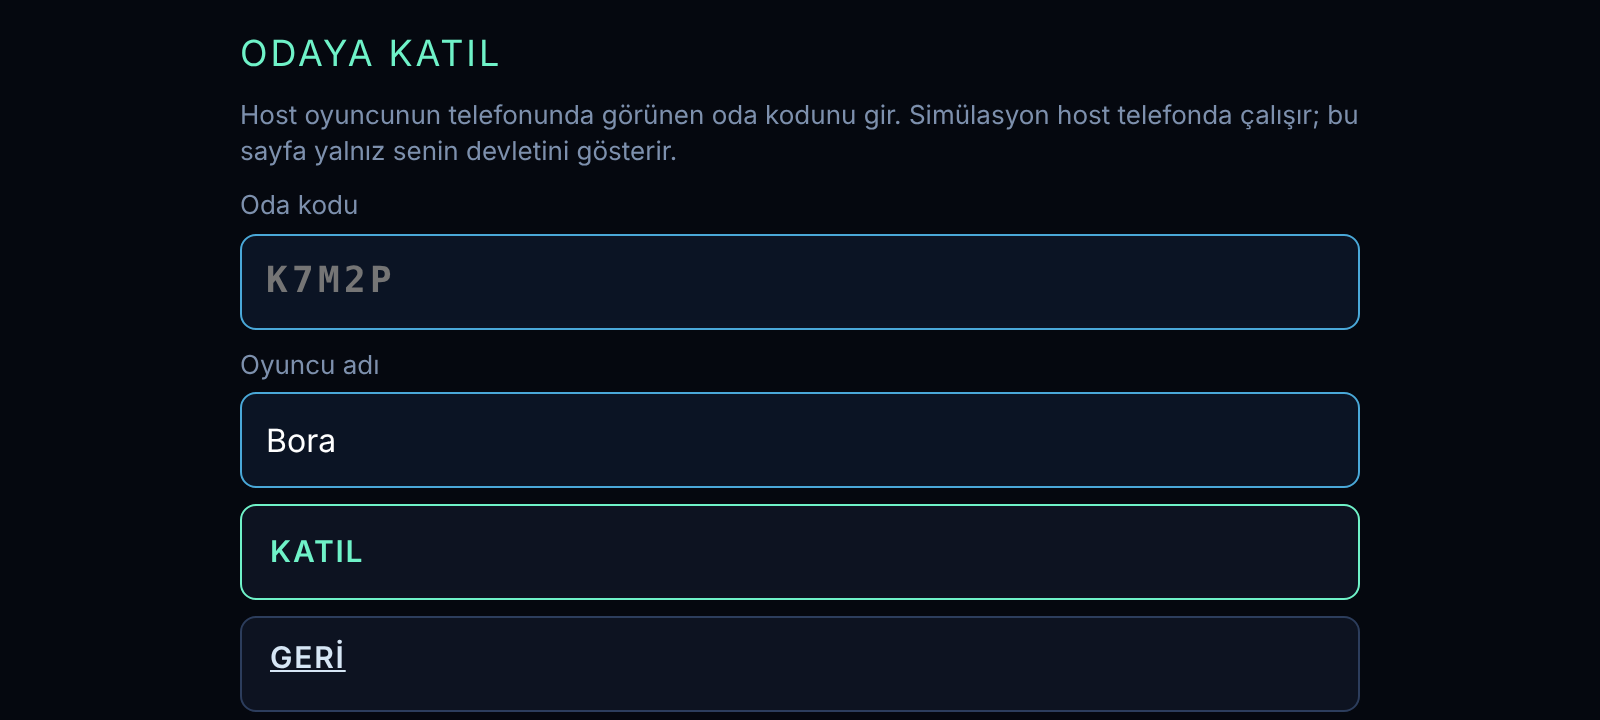 ODAYA KATIL
Host oyuncunun telefonunda görünen oda kodunu gir. Simülasyon host telefonda çalışır; bu
sayfa yalnız senin devletini gösterir.
Oda kodu
K7M2P
Oyuncu adı
Bora
KATIL
GERİ